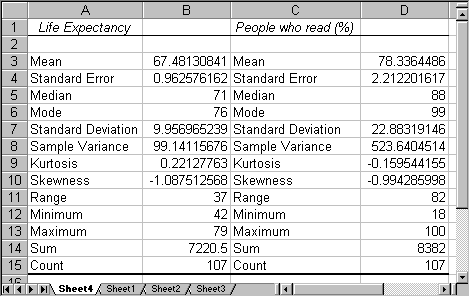 A B C D
1 Life Expectancy People who read (%)
2
3 Mean 67.48130841 Mean 78.3364486
4 Standard Error 0.962576162 Standard Error 2.212201617
5 Median 71 Median 88
6 Mode 76 Mode 99
7 Standard Deviation 9.956965239 Standard Deviation 22.88319146
8 Sample Variance 99.14115676 Sample Variance 523.6404514
9 Kurtosis 0.22127763 Kurtosis -0.159544155
10 Skewness -1.087512568 Skewness -0.994285998
11 Range 37 Range 82
12 Minimum 42 Minimum 18
13 Maximum 79 Maximum 100
14 Sum 7220.5 Sum 8382
15 Count 107 Count 107
Sheet4 Sheet1 Sheet2 Sheet3